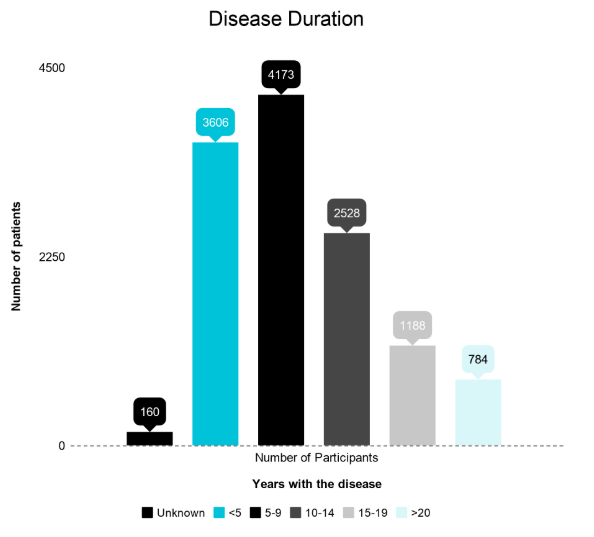 Disease Duration
4500
4173
3606
2528
2250
Number of patients
1188
784
160
0
Number of Participants
Years with the disease
Unknown <5 5-9 10-14 15-19 >20